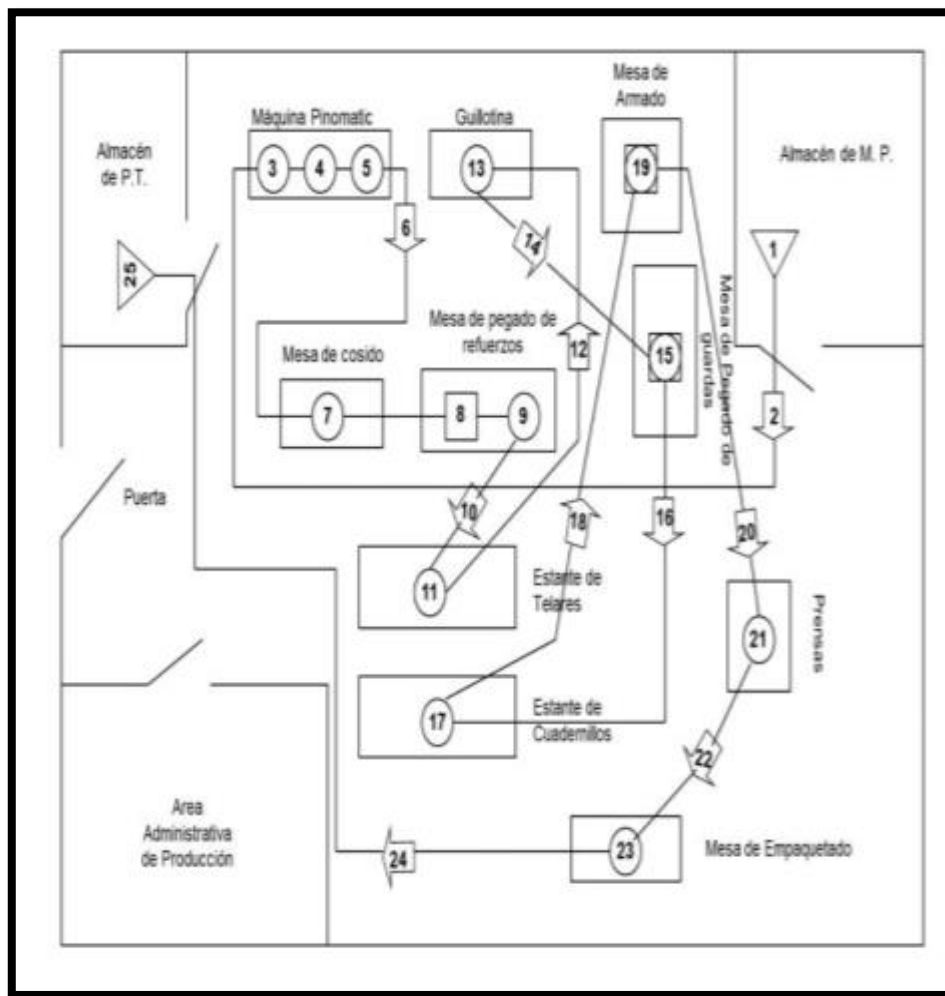 Mesa de
Armado
Máquina Pinomatic
Guillotina
Almacén
de P.T.
Almacén de M. P.
3
4
5
13
19
6
14
1
25
Mesa de pegado de
refuerzos
12
Mesa de cosido
15
Mesa de Pegado de
guardas
7
8
9
2
Puerta
10
18
16
20
11
Estante de
Telares
21
Prensas
17
Estante de
Cuadernillos
22
Area
Administrativa
de Producción
24
23
Mesa de Empaquetado